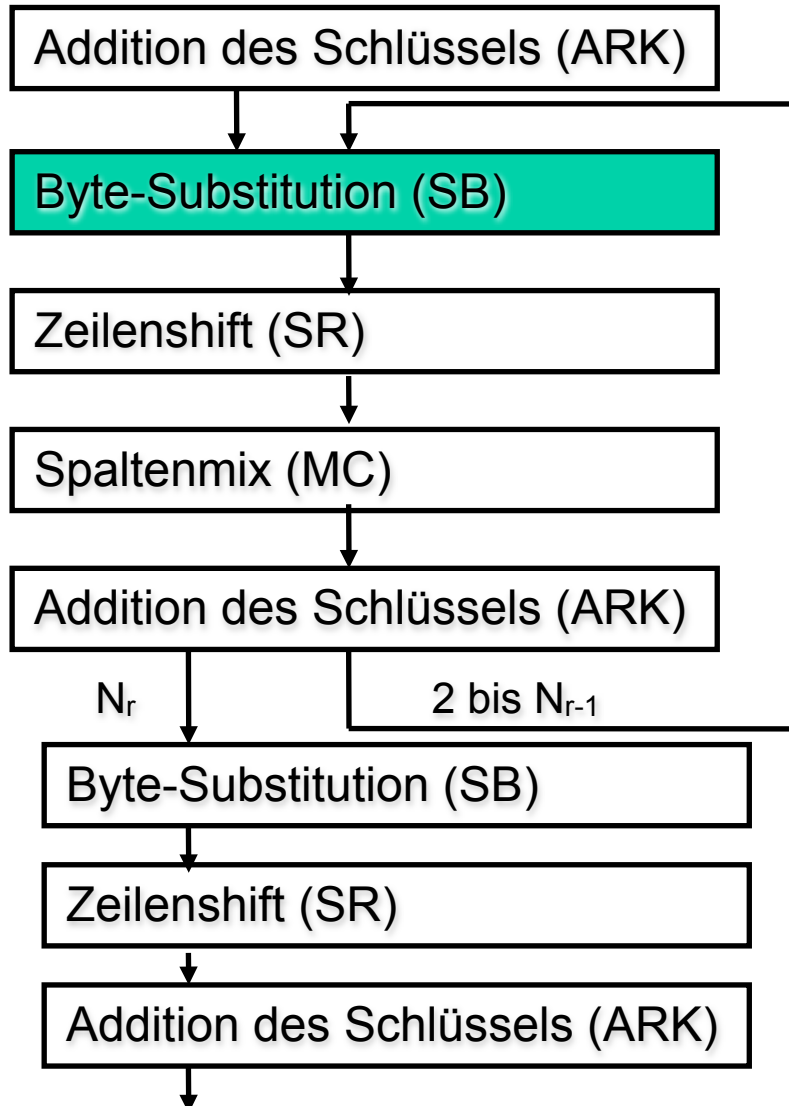 Addition des Schlüssels (ARK)
Byte-Substitution (SB)
Zeilenshift (SR)
Spaltenmix (MC)
Addition des Schlüssels (ARK)
Nr 2 bis Nr-1
Byte-Substitution (SB)
Zeilenshift (SR)
Addition des Schlüssels (ARK)